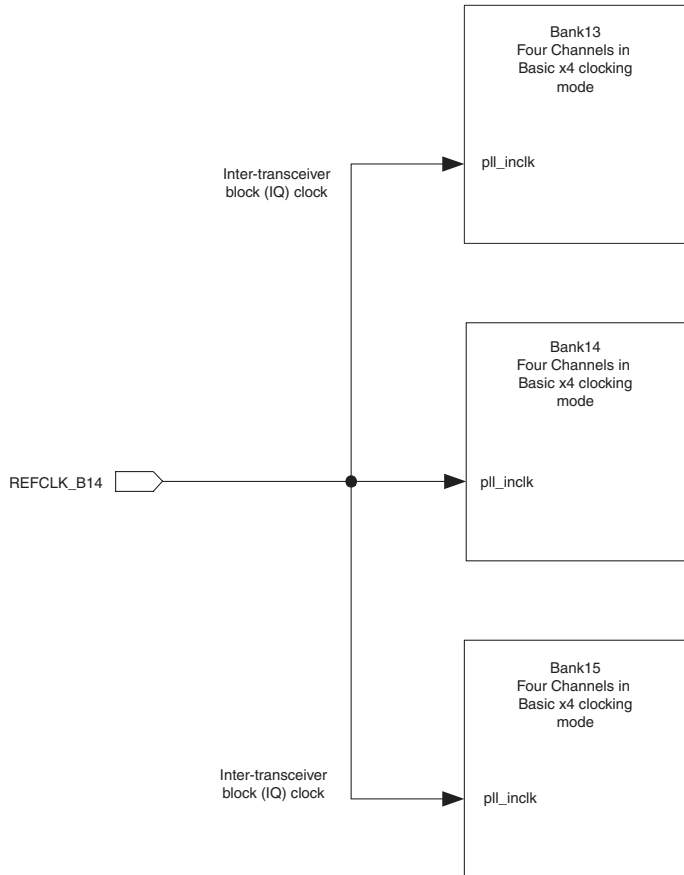 Bank13
Four Channels in
Basic x4 clocking
mode
pll_inclk
Inter-transceiver
block (IQ) clock
Bank14
Four Channels in
Basic x4 clocking
mode
REFCLK_B14
pll_inclk
Bank15
Four Channels in
Basic x4 clocking
mode
Inter-transceiver
block (IQ) clock
pll_inclk